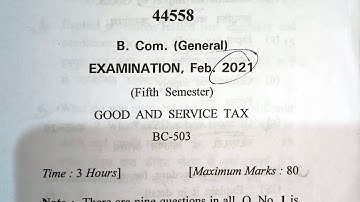 44558
B. Com. (General)
EXAMINATION, Feb. 2021
(Fifth Semester)
GOOD AND SERVICE TAX
BC-503
Time : 3 Hours] [Maximum Marks : 80
Note : There are nine questions in all. Q. No. 1 is